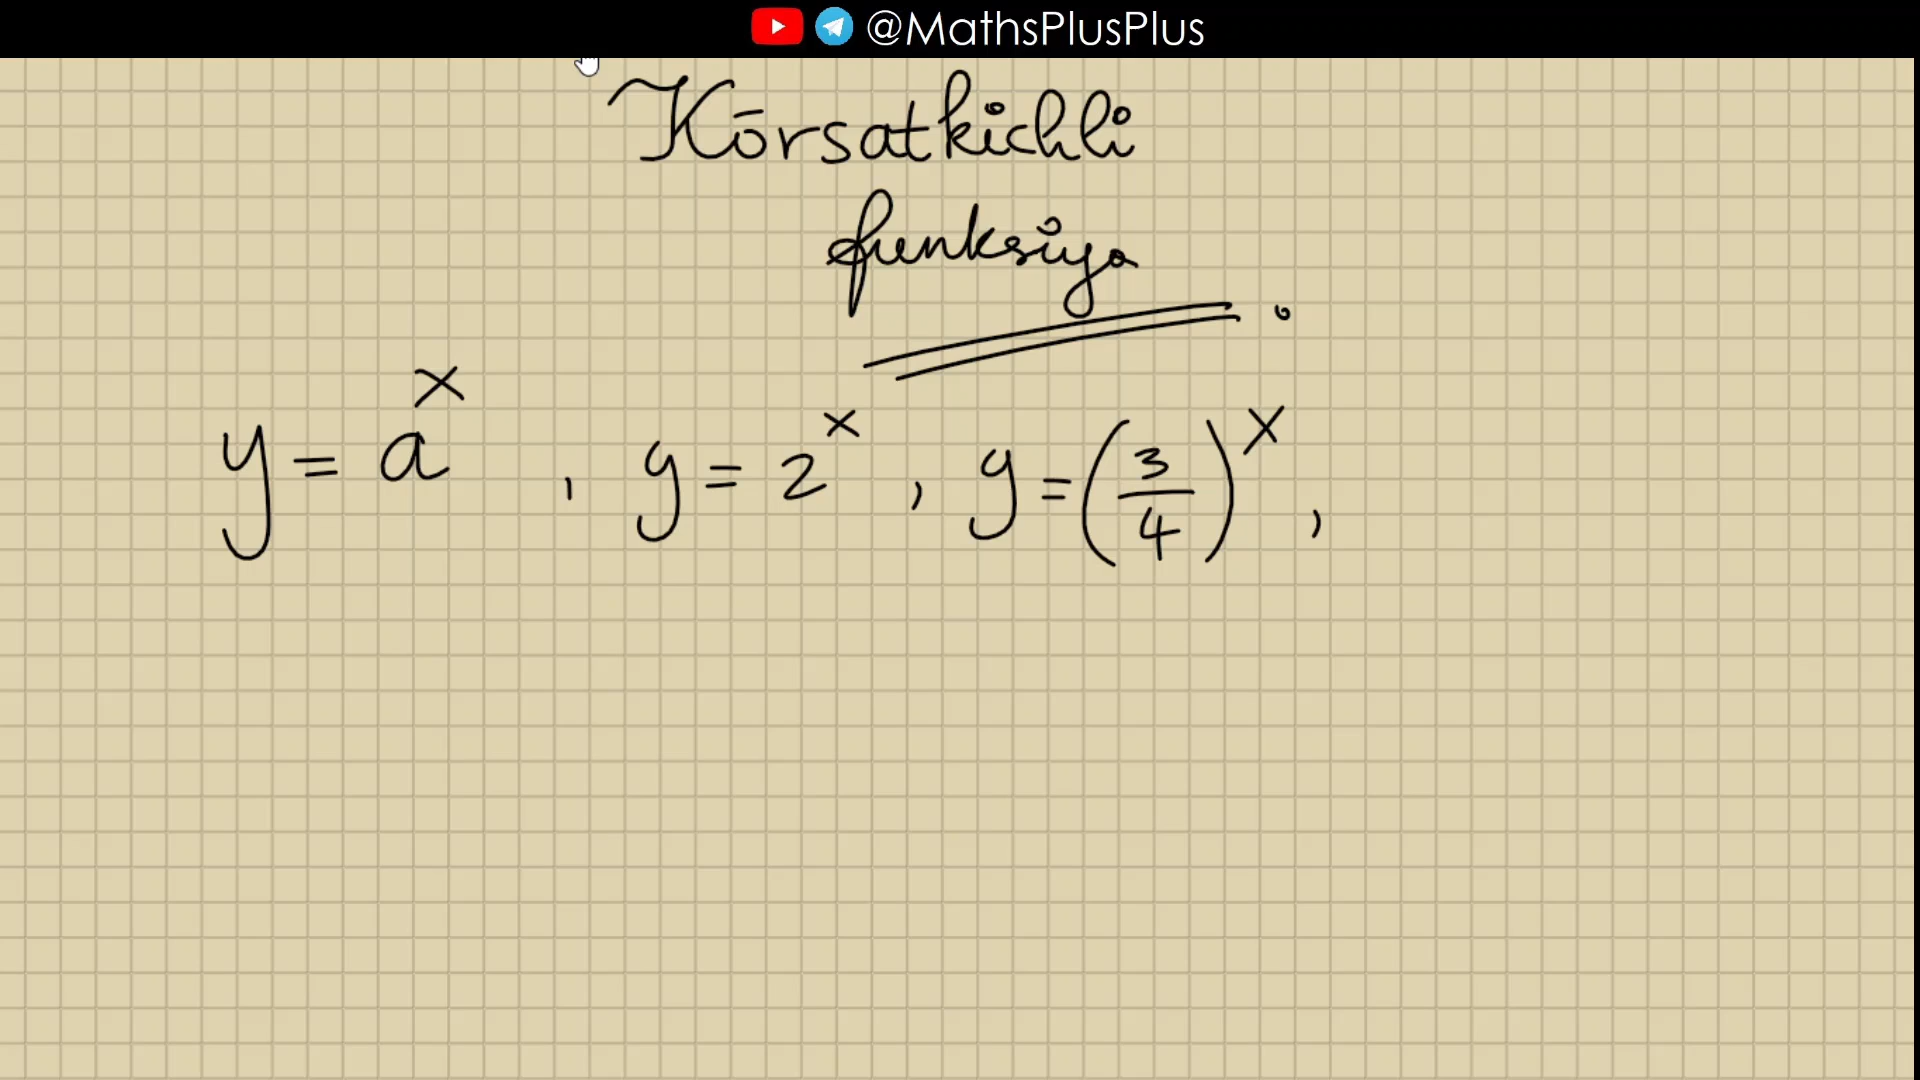 @MathsPlusPlus
Kōrsatkichli
funksiya.
y = a^x , y = 2^x , y = (3/4)^x ,